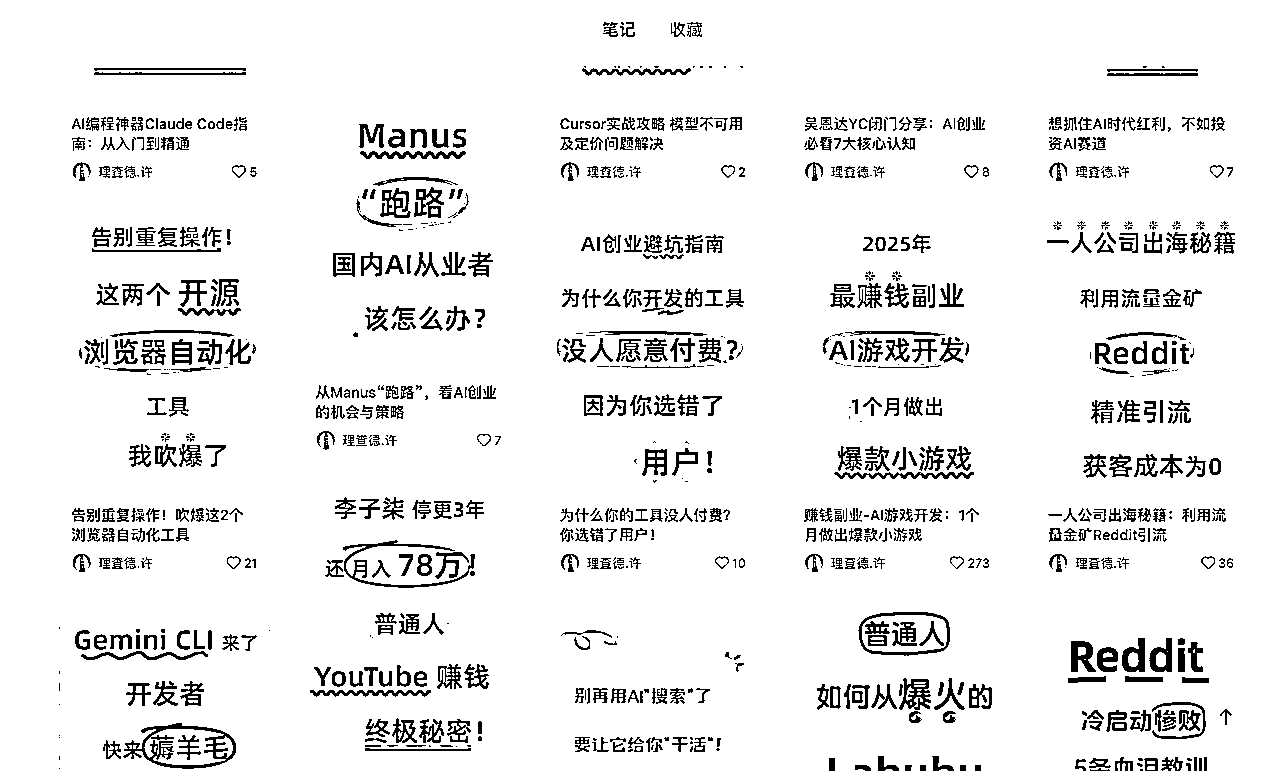 笔记
收藏
AI编程神器Claude Code指
南：从入门到精通
理查德.许
5
告别重复操作！
这两个 开源
浏览器自动化
工具
我吹爆了
告别重复操作！吹爆这2个
浏览器自动化工具
理查德.许
21
Gemini CLI 来了
开发者
快来薅羊毛
Manus
“跑路”
国内AI从业者
该怎么办？
从Manus“跑路”，看AI创业
的机会与策略
理查德.许
7
李子柒 停更3年
还月入 78万！
普通人
YouTube 赚钱
终极秘密！
Cursor实战攻略 模型不可用
及定价问题解决
理查德.许
2
AI创业避坑指南
为什么你开发的工具
没人愿意付费？
因为你选错了
用户！
为什么你的工具没人付费？
你选错了用户！
理查德.许
10
别再用AI"搜索"了
要让它给你"干活"！
吴恩达YC闭门分享：AI创业
必看7大核心认知
理查德.许
8
2025年
最赚钱副业
AI游戏开发
1个月做出
爆款小游戏
赚钱副业-AI游戏开发：1个
月做出爆款小游戏
理查德.许
273
普通人
如何从爆火的
Labubu
想抓住AI时代红利，不如投
资AI赛道
理查德.许
7
一人公司出海秘籍
利用流量金矿
Reddit
精准引流
获客成本为0
一人公司出海秘籍：利用流
量金矿Reddit引流
理查德.许
36
Reddit
冷启动惨败
5条血泪教训